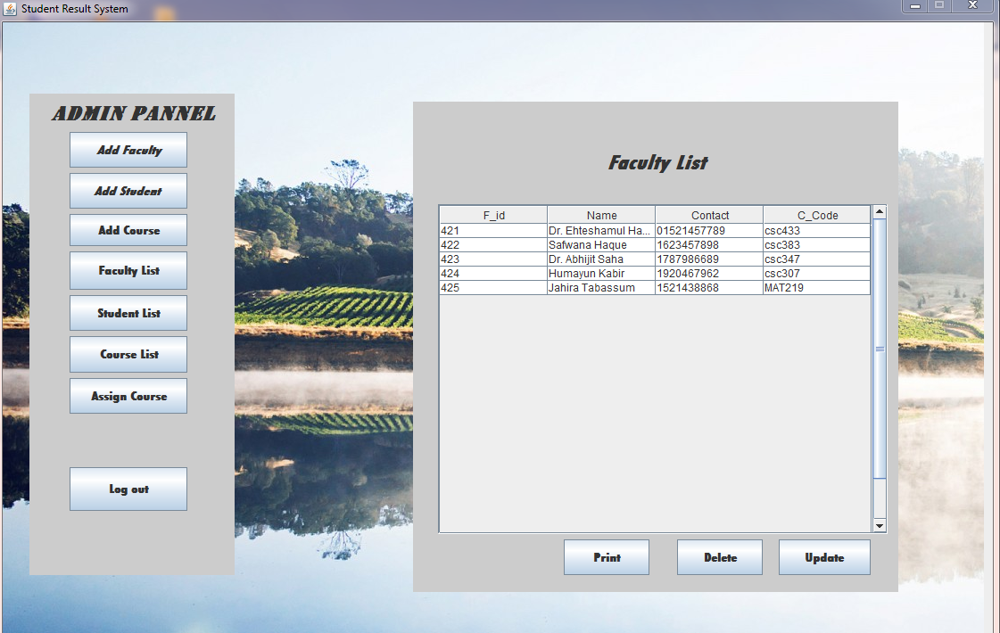 Student Result System
ADMIN PANNEL
Add Faculty
Add Student
Add Course
Faculty List
Student List
Course List
Assign Course
Log out
Faculty List
F_id Name Contact C_Code
421 Dr. Ehteshamul Ha... 01521457789 csc433
422 Safwana Haque 1623457898 csc383
423 Dr. Abhijit Saha 1787986689 csc347
424 Humayun Kabir 1920467962 csc307
425 Jahira Tabassum 1521438868 MAT219
Print Delete Update